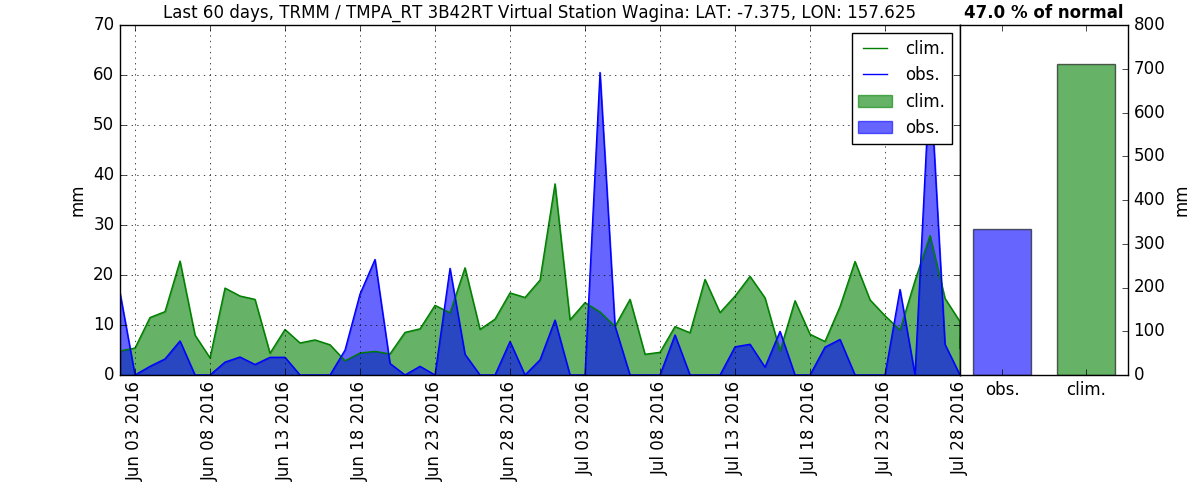 Last 60 days, TRMM / TMPA_RT 3B42RT Virtual Station Wagina: LAT: -7.375, LON: 157.625
47.0 % of normal
70
60
50
40
30
20
10
0
mm
clim.
obs.
clim.
obs.
Jun 03 2016
Jun 08 2016
Jun 13 2016
Jun 18 2016
Jun 23 2016
Jun 28 2016
Jul 03 2016
Jul 08 2016
Jul 13 2016
Jul 18 2016
Jul 23 2016
Jul 28 2016
800
700
600
500
400
300
200
100
0
mm
obs.
clim.